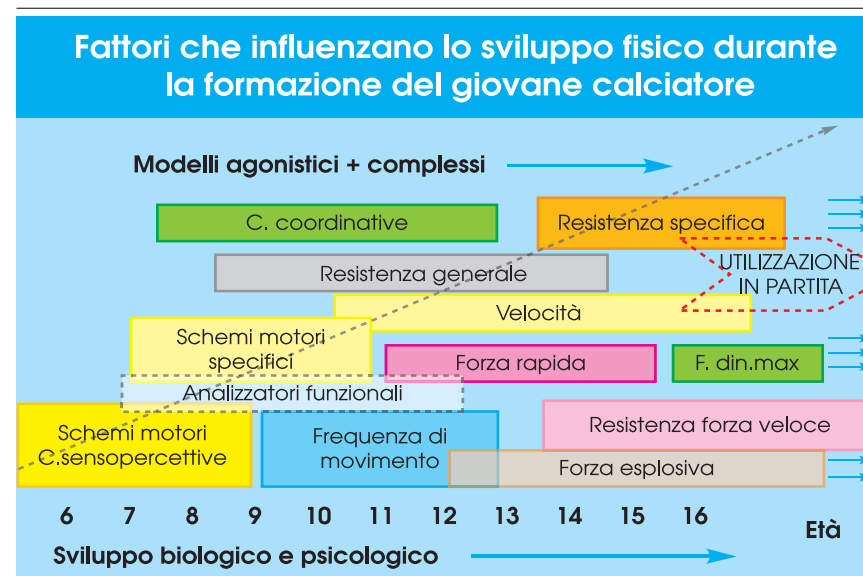 Fattori che influenzano lo sviluppo fisico durante
la formazione del giovane calciatore
Modelli agonistici + complessi
C. coordinative
Resistenza specifica
Resistenza generale
UTILIZZAZIONE
IN PARTITA
Velocità
Schemi motori
specifici
Forza rapida
F. din.max
Analizzatori funzionali
Schemi motori
C.sensopercettive
Frequenza di
movimento
Resistenza forza veloce
Forza esplosiva
6 7 8 9 10 11 12 13 14 15 16
Età
Sviluppo biologico e psicologico